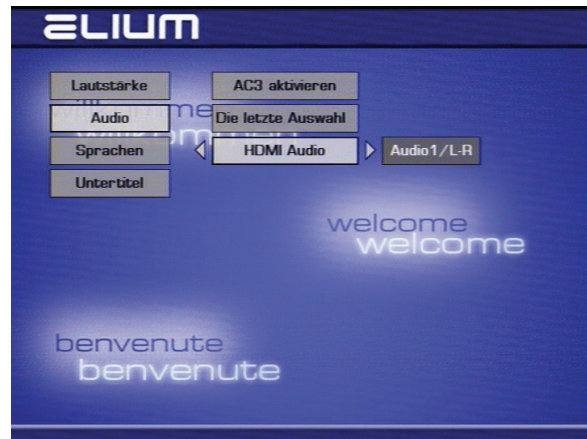 ELIUM
Lautstärke
AC3 aktivieren
Audio
Die letzte Auswahl
Sprachen
HDMI Audio
Audio1/L-R
Untertitel
welcome
welcome
benvenute
benvenute